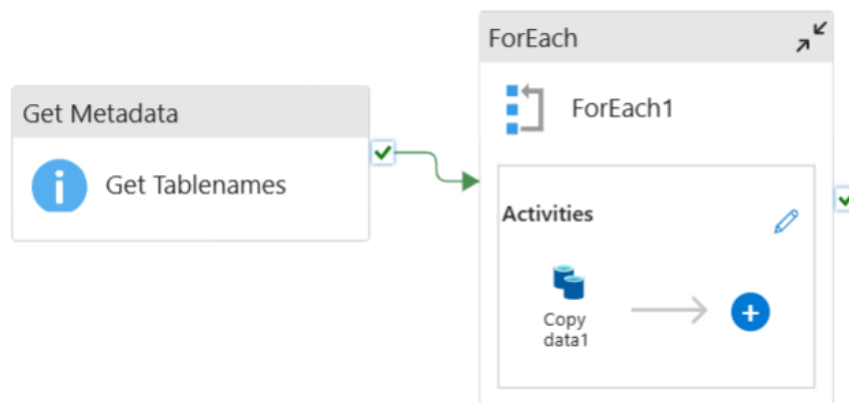 Get Metadata
Get Tablenames
ForEach
ForEach1
Activities
Copy
data1